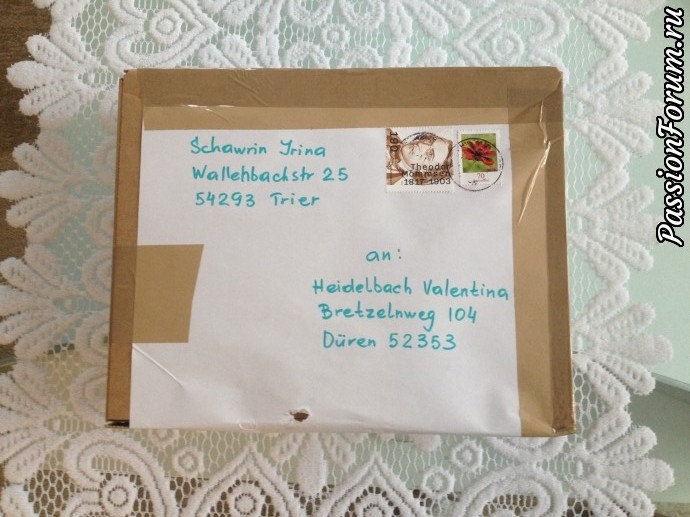 Schawrin Irina
Wallehbachstr 25
54293 Trier
Theodor
Mommsen
1817-1903
70
an:
Heidelbach Valentina
Bretzelnweg 104
Düren 52353
PassionForum.ru